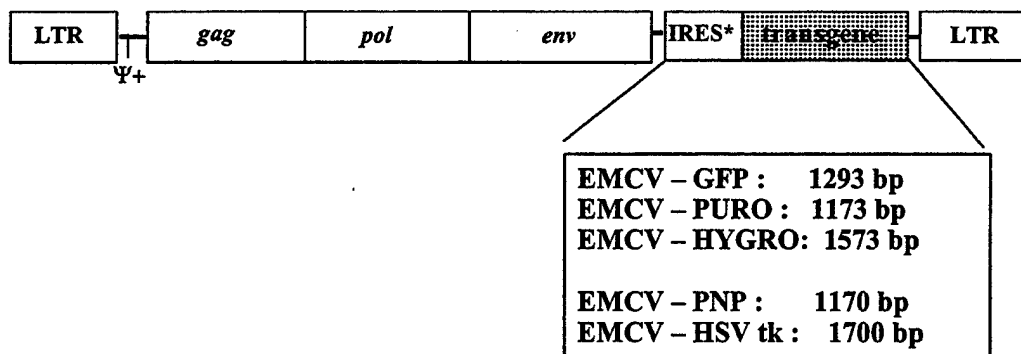 LTR gag pol env IRES* transgene LTR
Ψ+
EMCV – GFP : 1293 bp
EMCV – PURO : 1173 bp
EMCV – HYGRO: 1573 bp
EMCV – PNP : 1170 bp
EMCV – HSV tk : 1700 bp